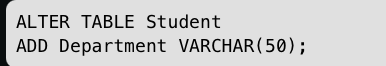 ALTER TABLE Student
ADD Department VARCHAR(50);